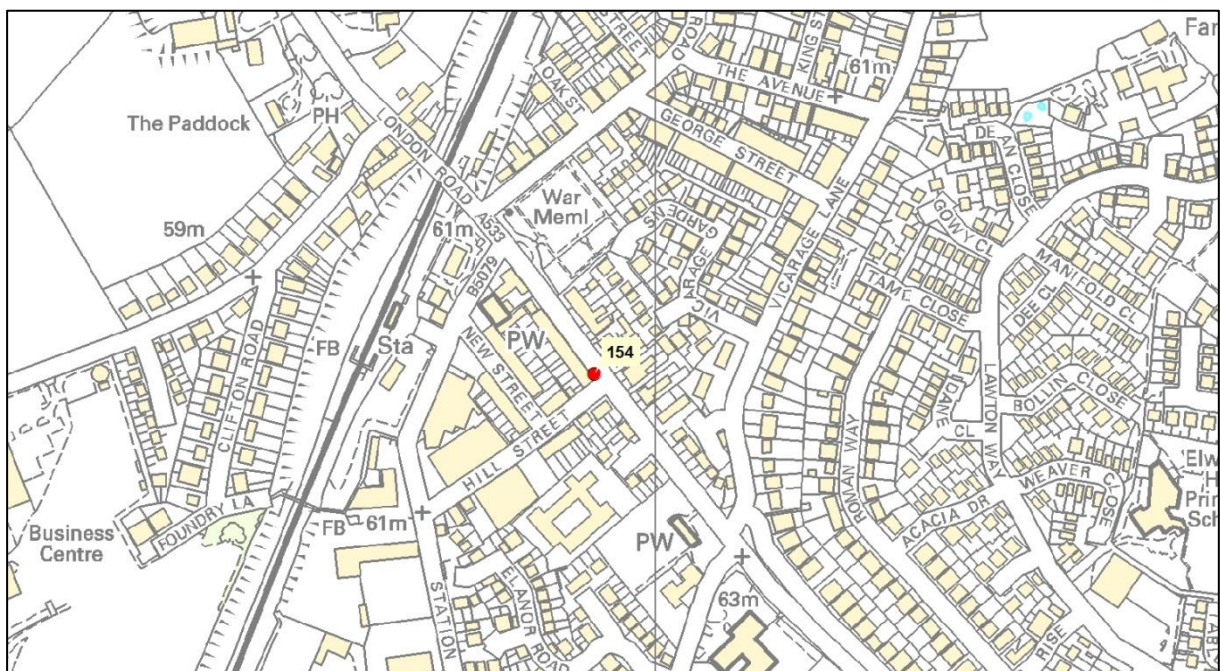 The Paddock
PH
LONDON ROAD
OAK ST
STREET
ROAD
KING ST
61m
THE AVENUE
GEORGE STREET
Far
DEAN CLOSE
War
Meml
59m
61m
A533
B5079
VICARAGE GARDENS
VICARAGE LANE
GOWY CL
TAME CLOSE
MANIFOLD CL
DEE CL
CLIFTON ROAD
FB
Sta
PW
NEW STREET
154
DANE
CL
LAWTON WAY
BOLLIN CLOSE
HILL STREET
ROMAN WAY
WEAVER CLOSE
ACACIA DR
Elw
H
Prim
Sch
Business
Centre
FOUNDRY LA
FB
61m
STATION
ELANOR ROAD
PW
63m
RISE